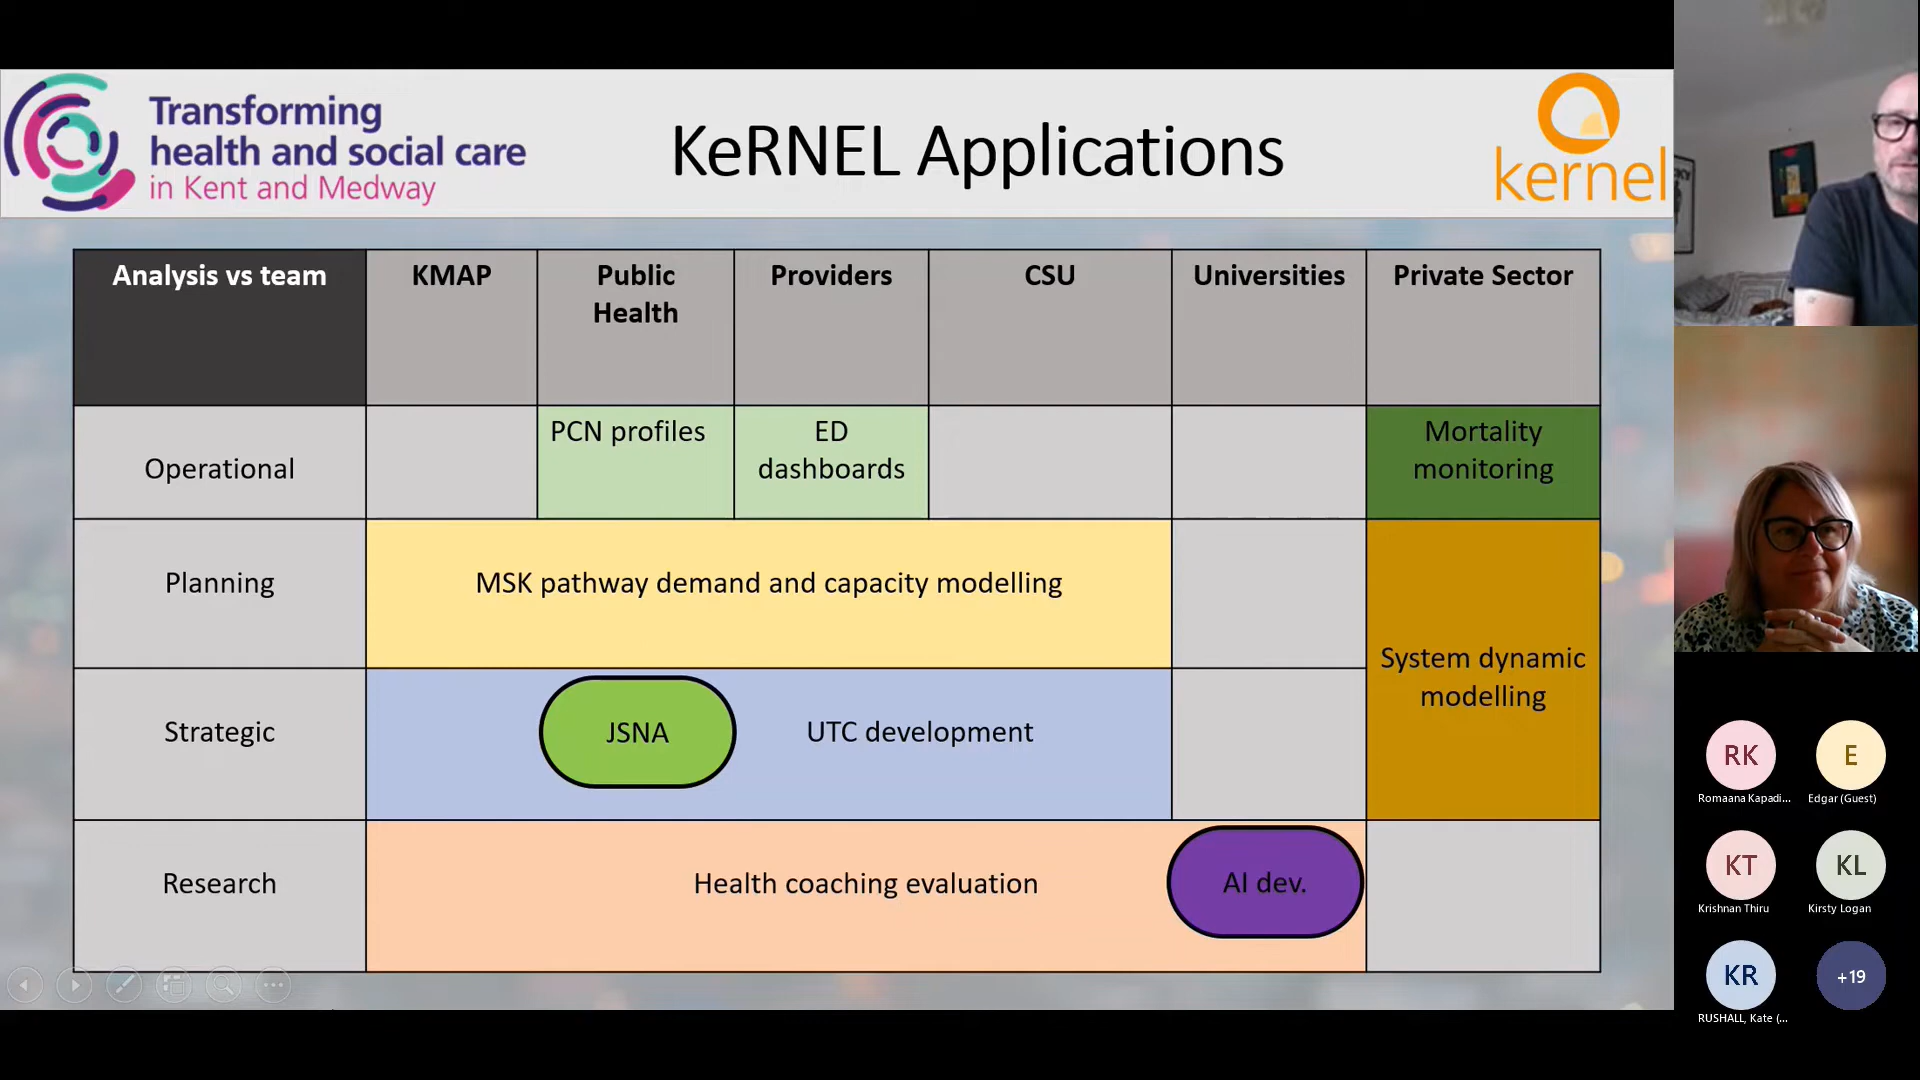 Transforming
health and social care
in Kent and Medway
KeRNEL Applications
kernel
Analysis vs team
KMAP
Public
Health
Providers
CSU
Universities
Private Sector
Operational
PCN profiles
ED
dashboards
Mortality
monitoring
Planning
MSK pathway demand and capacity modelling
System dynamic
modelling
Strategic
JSNA
UTC development
Research
Health coaching evaluation
AI dev.
RK
Romaana Kapadi...
E
Edgar (Guest)
KT
Krishnan Thiru
KL
Kirsty Logan
KR
RUSHALL, Kate (...
+19